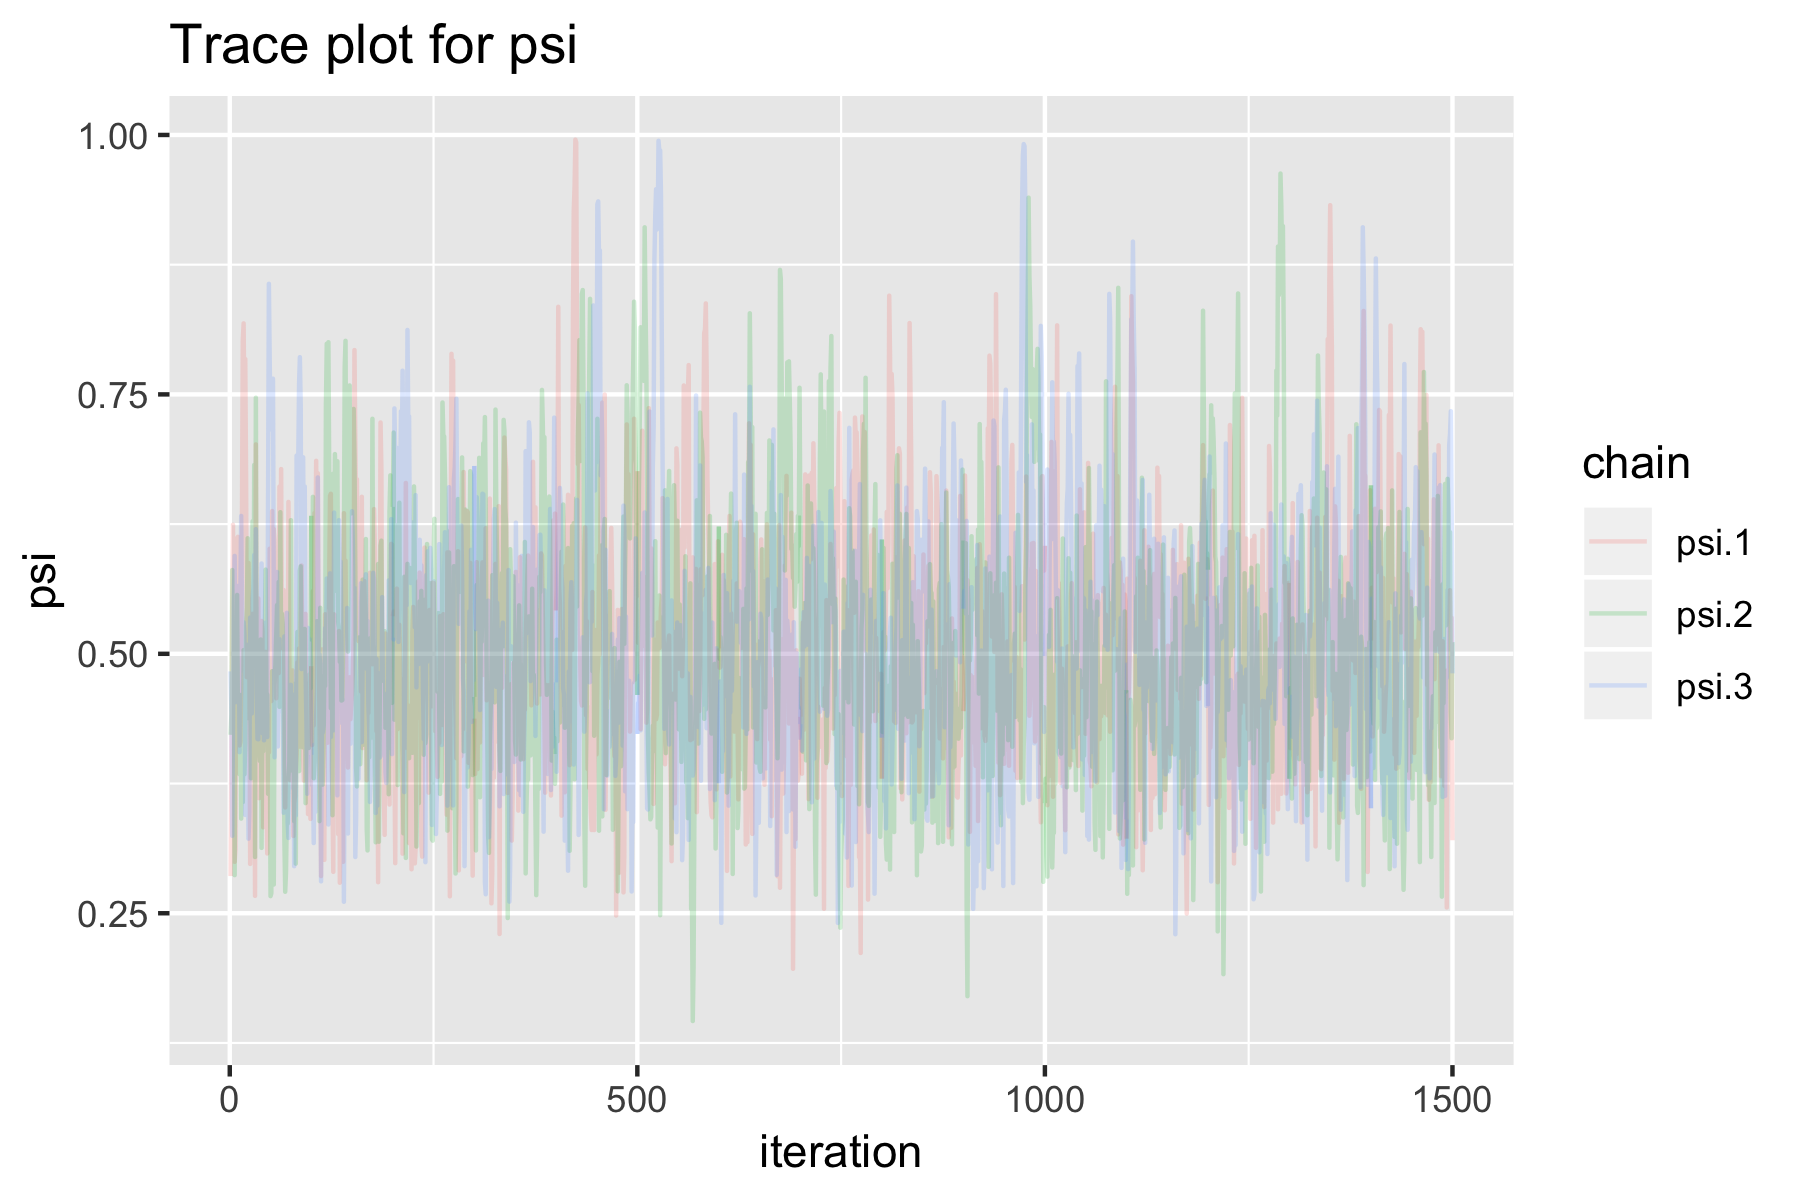 Trace plot for psi
1.00
0.75
0.50
0.25
psi
0
500
1000
1500
iteration
chain
psi.1
psi.2
psi.3